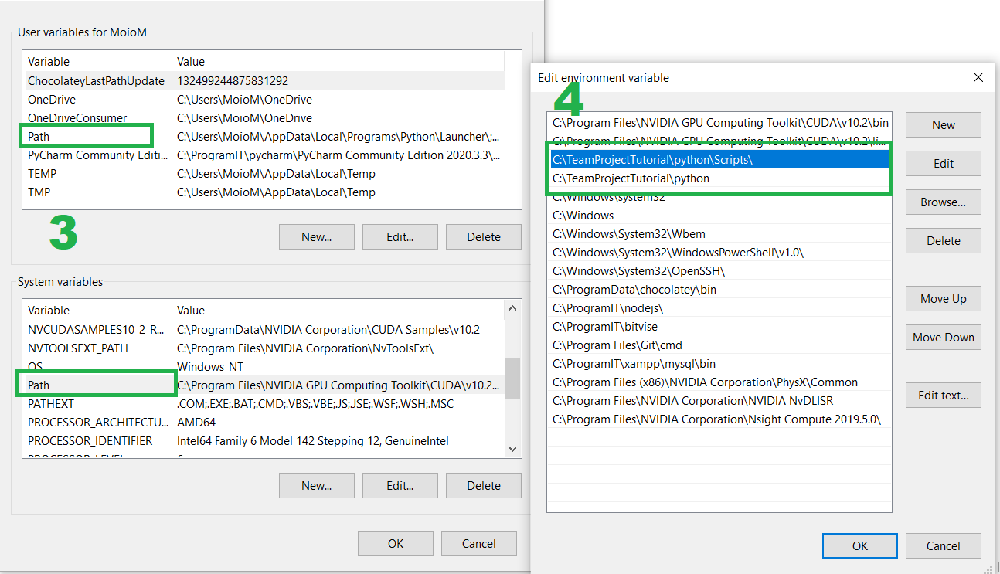 User variables for MoioM
Variable Value
ChocolateyLastPathUpdate 132499244875831292
OneDrive C:\Users\MoioM\OneDrive
OneDriveConsumer C:\Users\MoioM\OneDrive
Path C:\Users\MoioM\AppData\Local\Programs\Python\Launcher\;...
PyCharm Community Editi... C:\ProgramIT\pycharm\PyCharm Community Edition 2020.3.3\...
TEMP C:\Users\MoioM\AppData\Local\Temp
TMP C:\Users\MoioM\AppData\Local\Temp
3
New... Edit... Delete
System variables
Variable Value
NVCUDASAMPLES10_2_R... C:\ProgramData\NVIDIA Corporation\CUDA Samples\v10.2
NVTOOLSEXT_PATH C:\Program Files\NVIDIA Corporation\NvToolsExt\
OS Windows_NT
Path C:\Program Files\NVIDIA GPU Computing Toolkit\CUDA\v10.2...
PATHEXT .COM;.EXE;.BAT;.CMD;.VBS;.VBE;.JS;.JSE;.WSF;.WSH;.MSC
PROCESSOR_ARCHITECTU... AMD64
PROCESSOR_IDENTIFIER Intel64 Family 6 Model 142 Stepping 12, GenuineIntel
New... Edit... Delete
OK Cancel
Edit environment variable
4
C:\Program Files\NVIDIA GPU Computing Toolkit\CUDA\v10.2\bin
C:\Program Files\NVIDIA GPU Computing Toolkit\CUDA\v10.2\li...
C:\TeamProjectTutorial\python\Scripts\
C:\TeamProjectTutorial\python
C:\Windows\system32
C:\Windows
C:\Windows\System32\Wbem
C:\Windows\System32\WindowsPowerShell\v1.0\
C:\Windows\System32\OpenSSH\
C:\ProgramData\chocolatey\bin
C:\ProgramIT\nodejs\
C:\ProgramIT\bitvise
C:\Program Files\Git\cmd
C:\ProgramIT\xampp\mysql\bin
C:\Program Files (x86)\NVIDIA Corporation\PhysX\Common
C:\Program Files\NVIDIA Corporation\NVIDIA NvDLISR
C:\Program Files\NVIDIA Corporation\Nsight Compute 2019.5.0\
New
Edit
Browse...
Delete
Move Up
Move Down
Edit text...
OK Cancel